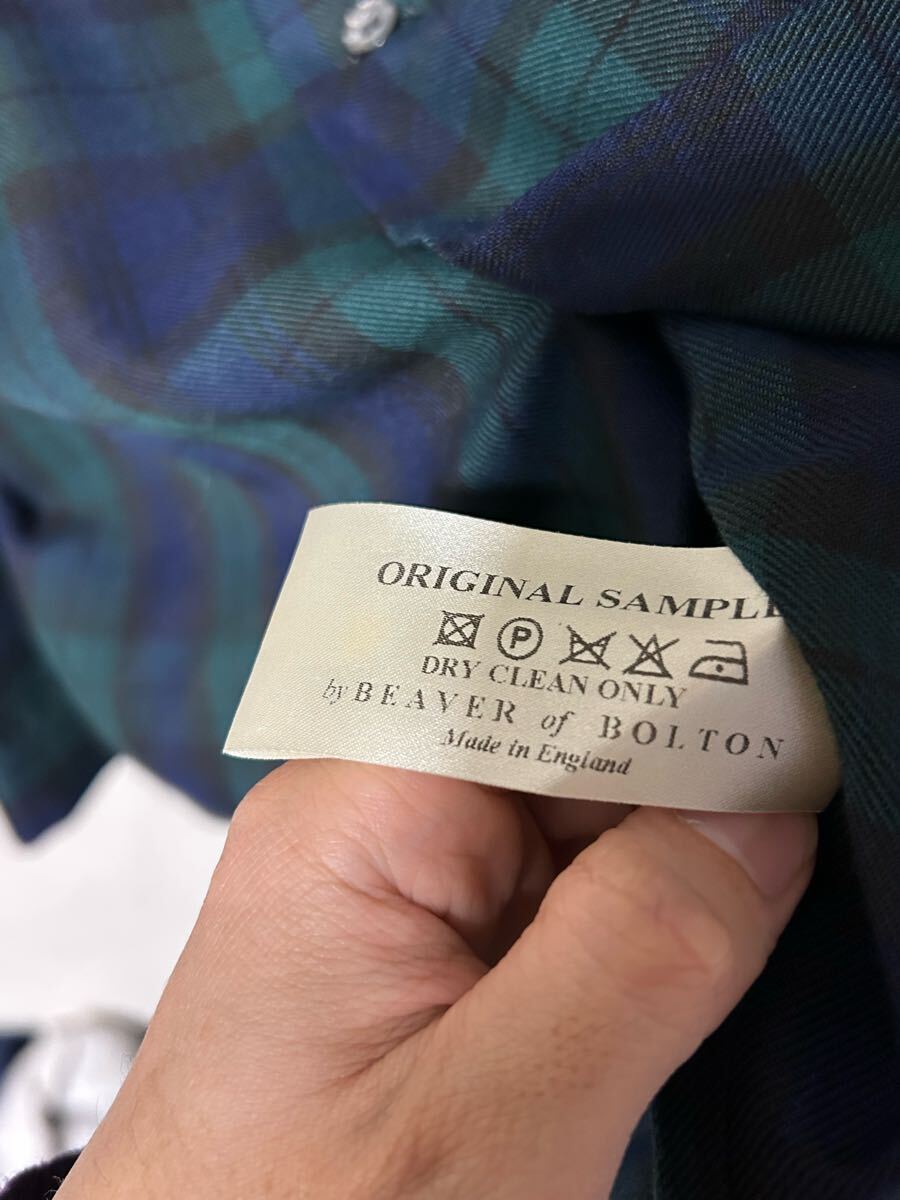 ORIGINAL SAMPLE
P
DRY CLEAN ONLY
by BEAVER of BOLTON
Made in England